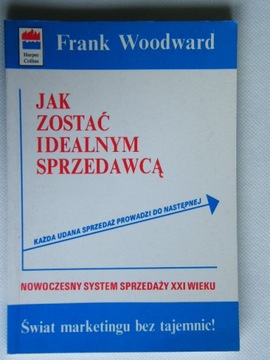 Harper
Collins
Frank Woodward
JAK
ZOSTAĆ
IDEALNYM
SPRZEDAWCĄ
KAŻDA UDANA SPRZEDAŻ PROWADZI DO NASTĘPNEJ
NOWOCZESNY SYSTEM SPRZEDAŻY XXI WIEKU
Świat marketingu bez tajemnic!